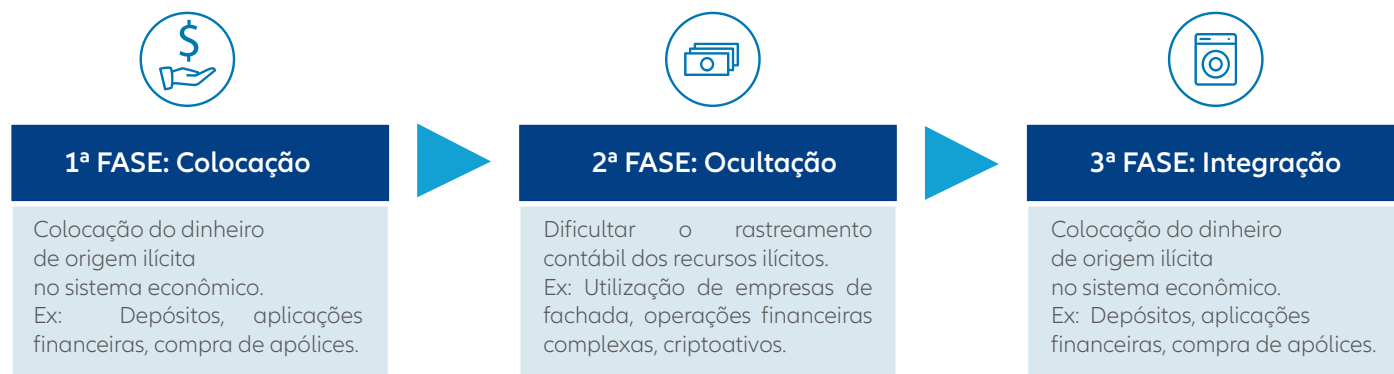 $
1ª FASE: Colocação
Colocação do dinheiro
de origem ilícita
no sistema econômico.
Ex: Depósitos, aplicações
financeiras, compra de apólices.
2ª FASE: Ocultação
Dificultar o rastreamento
contábil dos recursos ilícitos.
Ex: Utilização de empresas de
fachada, operações financeiras
complexas, criptoativos.
3ª FASE: Integração
Colocação do dinheiro
de origem ilícita
no sistema econômico.
Ex: Depósitos, aplicações
financeiras, compra de apólices.